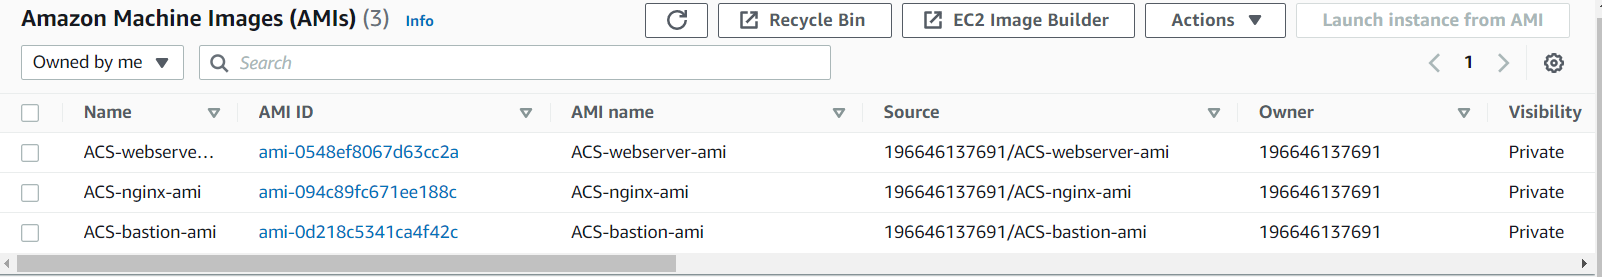 Amazon Machine Images (AMIs) (3) Info Recycle Bin EC2 Image Builder Actions Launch instance from AMI
Owned by me Search 1
Name AMI ID AMI name Source Owner Visibility
ACS-webserve... ami-0548ef8067d63cc2a ACS-webserver-ami 196646137691/ACS-webserver-ami 196646137691 Private
ACS-nginx-ami ami-094c89fc671ee188c ACS-nginx-ami 196646137691/ACS-nginx-ami 196646137691 Private
ACS-bastion-ami ami-0d218c5341ca4f42c ACS-bastion-ami 196646137691/ACS-bastion-ami 196646137691 Private